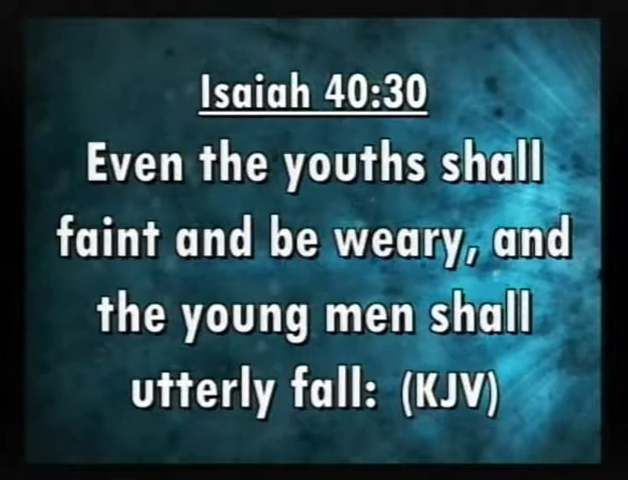 Isaiah 40:30
Even the youths shall
faint and be weary, and
the young men shall
utterly fall: (KJV)